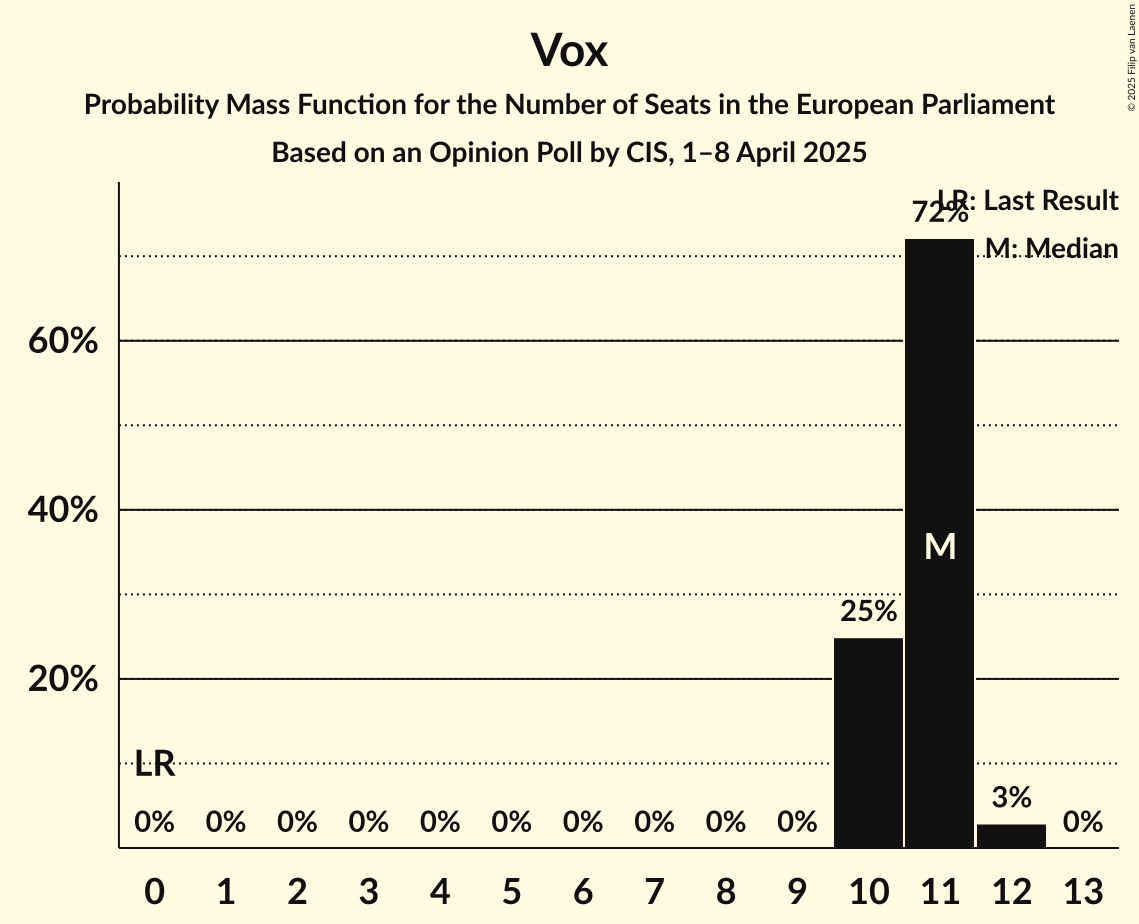 Vox
Probability Mass Function for the Number of Seats in the European Parliament
Based on an Opinion Poll by CIS, 1–8 April 2025
© 2025 Filip van Laenen
LR: Last Result
M: Median
72%
60%
40%
M
25%
20%
LR
3%
0% 0% 0% 0% 0% 0% 0% 0% 0% 0% 0%
0 1 2 3 4 5 6 7 8 9 10 11 12 13